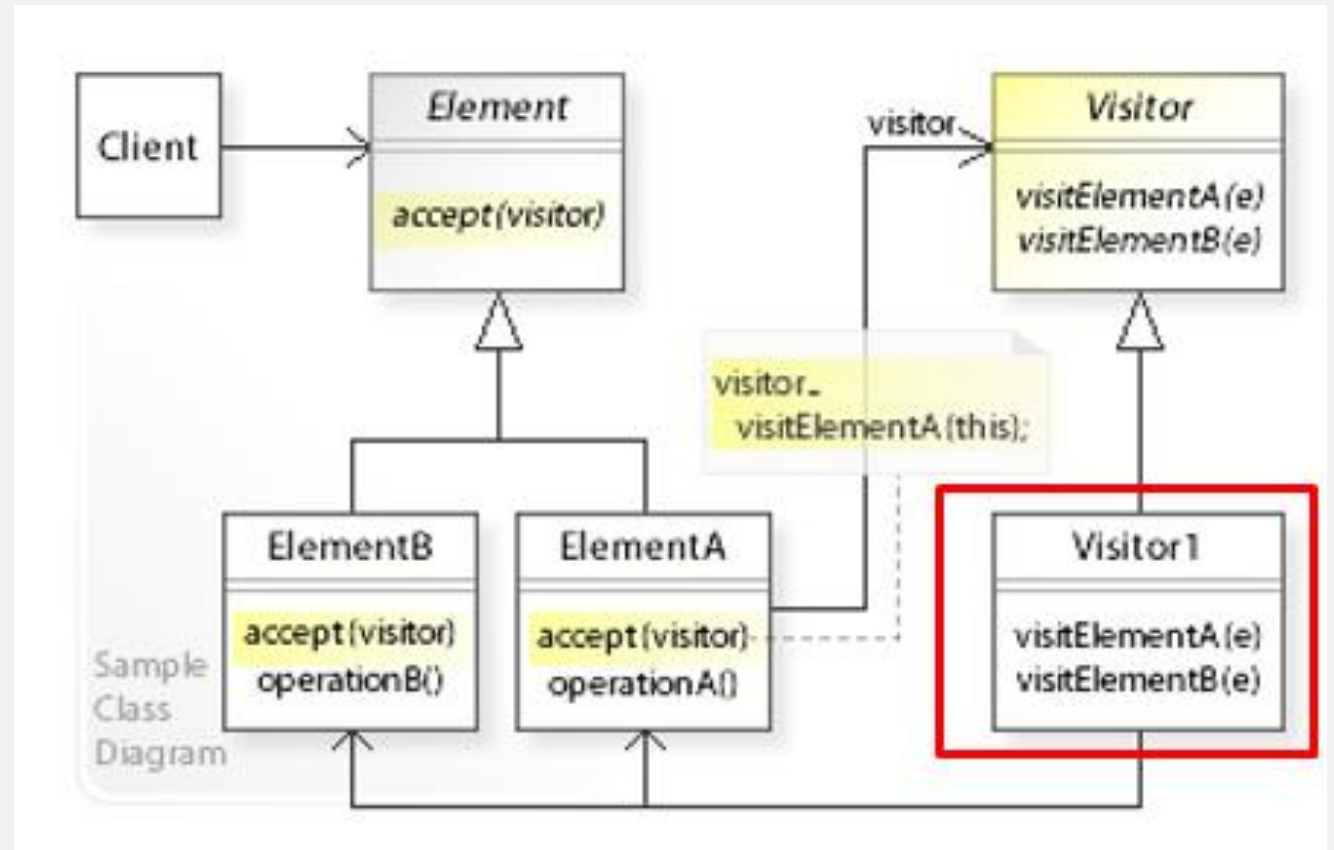 Client
Element
accept(visitor)
visitor
Visitor
visitElementA(e)
visitElementB(e)
visitor.
visitElementA(this);
ElementB
accept(visitor)
operationB()
ElementA
accept(visitor)
operationA()
Visitor1
visitElementA(e)
visitElementB(e)
Sample
Class
Diagram